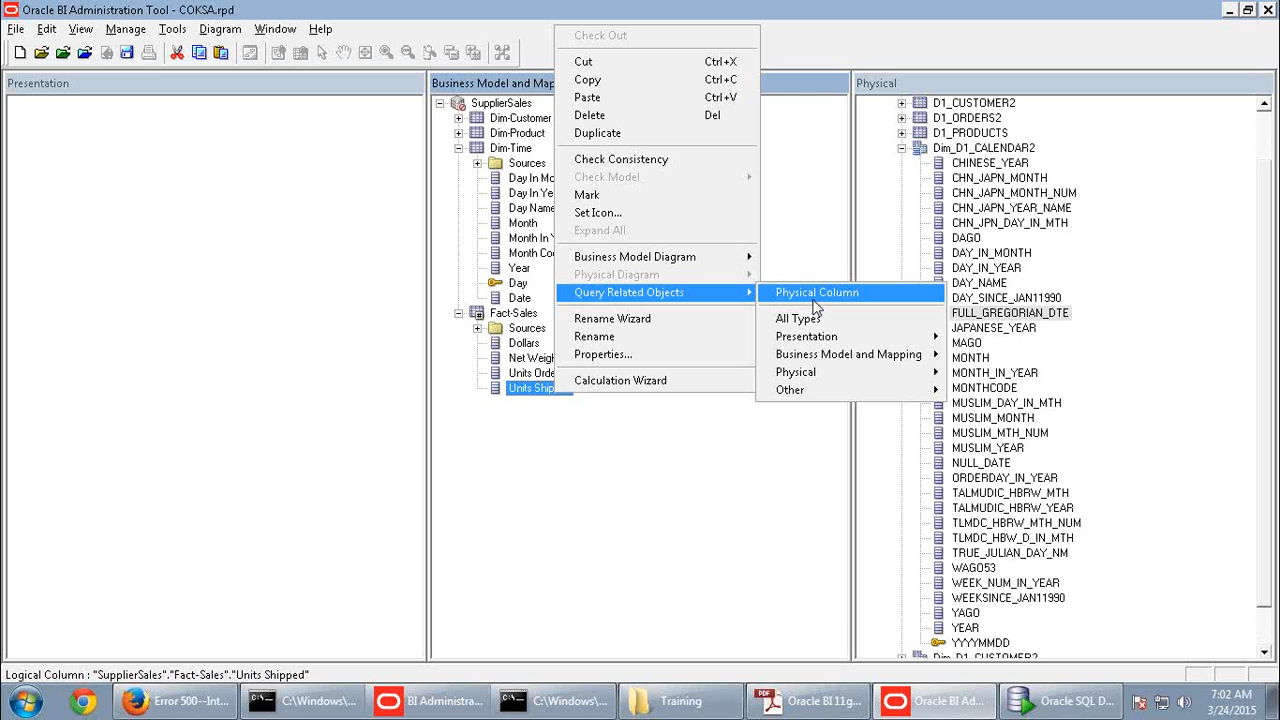 Oracle BI Administration Tool - COKSA.rpd
File Edit View Manage Tools Diagram Window Help
Presentation
Business Model and Map
SupplierSales
Dim-Customer
Dim-Product
Dim-Time
Sources
Day In Mo
Day In Ye
Day Name
Month
Month In Y
Month Coc
Year
Day
Date
Fact-Sales
Sources
Dollars
Net Weigh
Units Orde
Units Ship
Check Out
Cut Ctrl+X
Copy Ctrl+C
Paste Ctrl+V
Delete Del
Duplicate
Check Consistency
Check Model
Mark
Set Icon...
Expand All
Business Model Diagram
Physical Diagram
Query Related Objects
Rename Wizard
Rename
Properties...
Calculation Wizard
Physical Column
All Types
Presentation
Business Model and Mapping
Physical
Other
Physical
D1_CUSTOMER2
D1_ORDERS2
D1_PRODUCTS
Dim_D1_CALENDAR2
CHINESE_YEAR
CHN_JAPN_MONTH
CHN_JAPN_MONTH_NUM
CHN_JAPN_YEAR_NAME
CHN_JPN_DAY_IN_MTH
DAGO
DAY_IN_MONTH
DAY_IN_YEAR
DAY_NAME
DAY_SINCE_JAN11990
FULL_GREGORIAN_DTE
JAPANESE_YEAR
MAGO
MONTH
MONTH_IN_YEAR
MONTHCODE
MUSLIM_DAY_IN_MTH
MUSLIM_MONTH
MUSLIM_MTH_NUM
MUSLIM_YEAR
NULL_DATE
ORDERDAY_IN_YEAR
TALMUDIC_HBRW_MTH
TALMUDIC_HBRW_YEAR
TLMDC_HBRW_MTH_NUM
TLMDC_HBRW_D_IN_MTH
TRUE_JULIAN_DAY_NM
WAGO53
WEEK_NUM_IN_YEAR
WEEKSINCE_JAN11990
YAGO
YEAR
YYYYMMDD
Dim_D1_CUSTOMER2
Logical Column : "SupplierSales"."Fact-Sales"."Units Shipped"
Error 500--Int...
C:\Windows\...
BI Administrat...
C:\Windows\...
Training
Oracle BI 11g...
Oracle BI Ad...
Oracle SQL D...
7:02 AM
3/24/2015